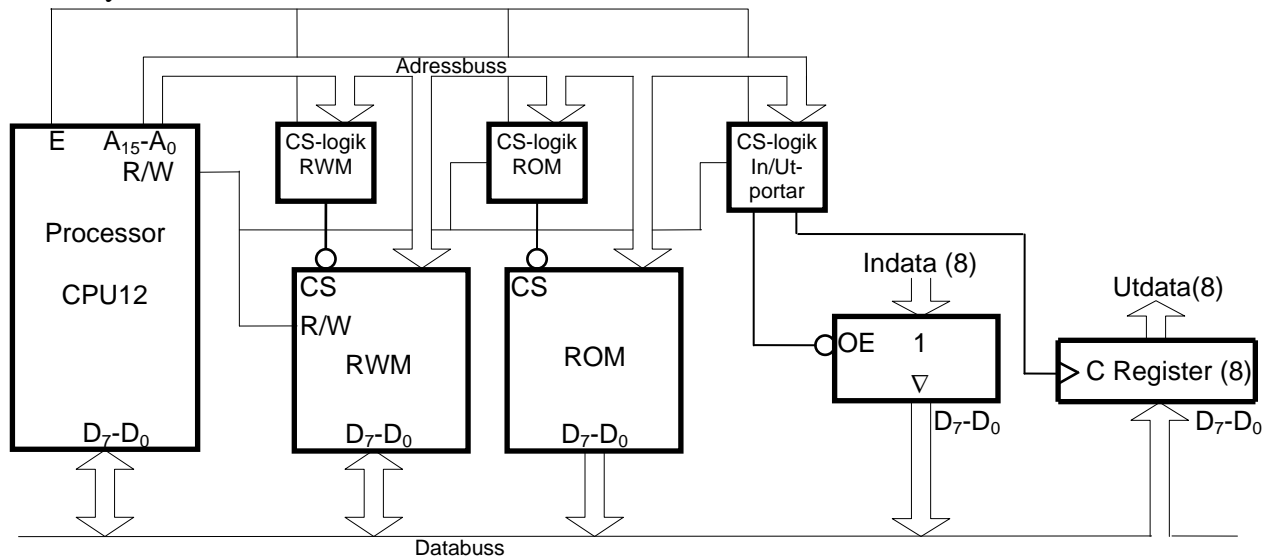 Adressbuss
E A₁₅-A₀
R/W
Processor
CPU12
D₇-D₀
CS-logik
RWM
CS-logik
ROM
CS-logik
In/Ut-
portar
CS
R/W
RWM
D₇-D₀
CS
ROM
D₇-D₀
Indata (8)
OE 1
∇
D₇-D₀
Utdata(8)
C Register (8)
D₇-D₀
Databuss